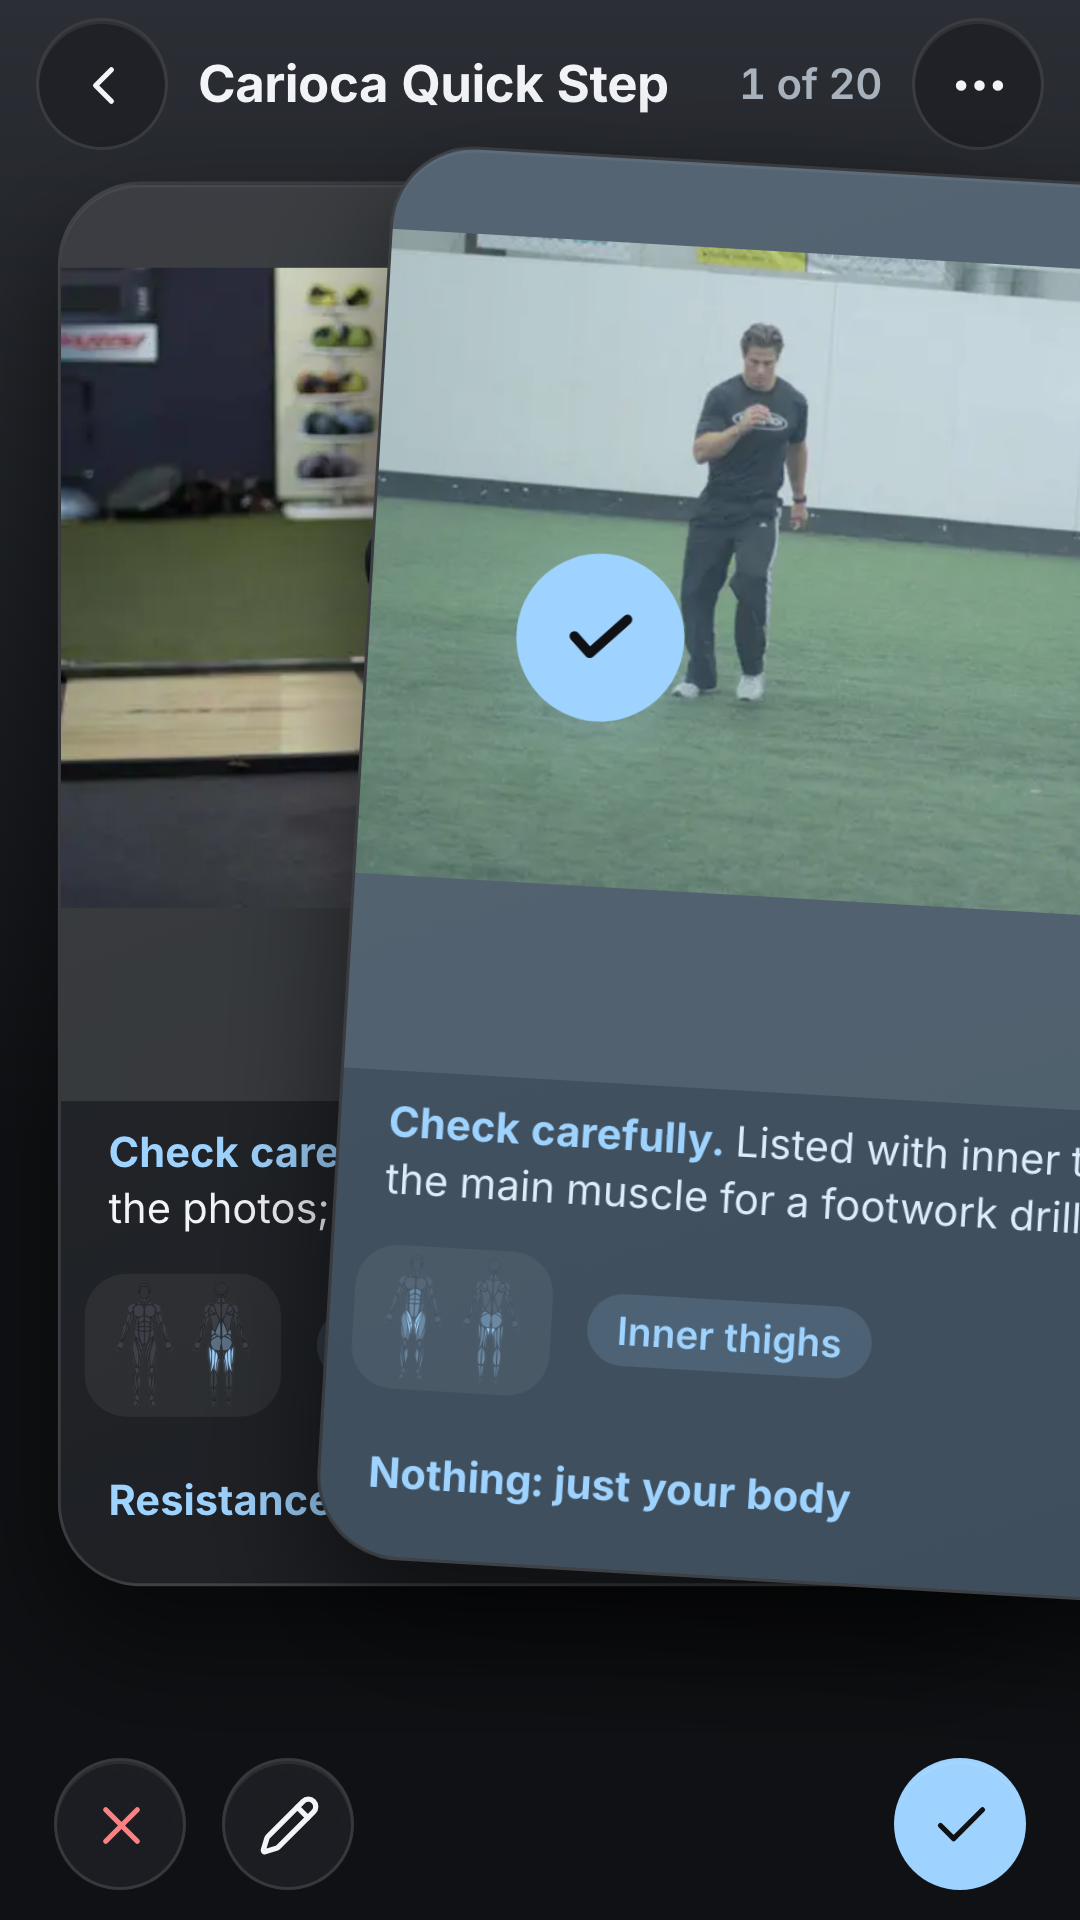 Carioca Quick Step
1 of 20
Check care
the photos;
Resistance
Check carefully. Listed with inner t
the main muscle for a footwork drill
Inner thighs
Nothing: just your body